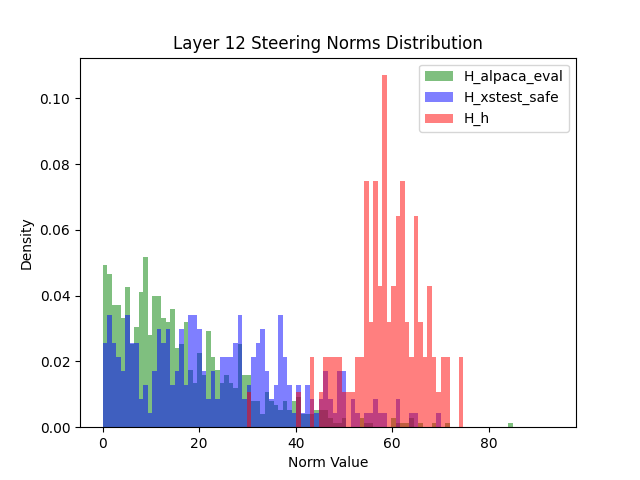 Layer 12 Steering Norms Distribution
H_alpaca_eval
H_xstest_safe
H_h
Density
0.10
0.08
0.06
0.04
0.02
0.00
0
20
40
60
80
Norm Value